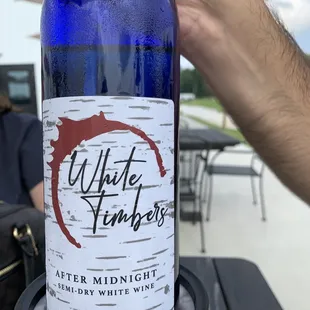 White
Timbers
AFTER MIDNIGHT
SEMI-DRY WHITE WINE